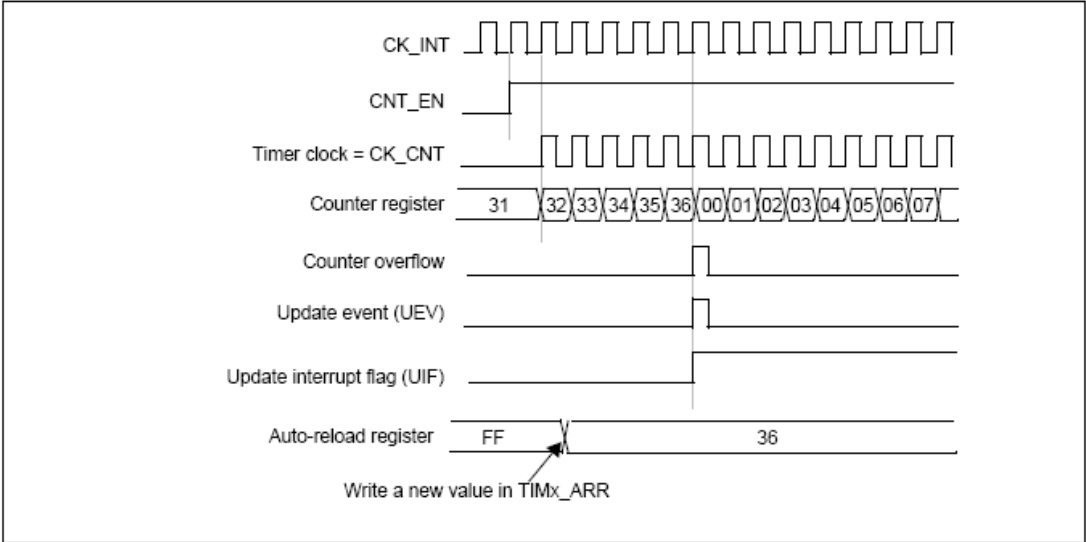 CK_INT
CNT_EN
Timer clock = CK_CNT
Counter register 31 32 33 34 35 36 00 01 02 03 04 05 06 07
Counter overflow
Update event (UEV)
Update interrupt flag (UIF)
Auto-reload register FF 36
Write a new value in TIMx_ARR